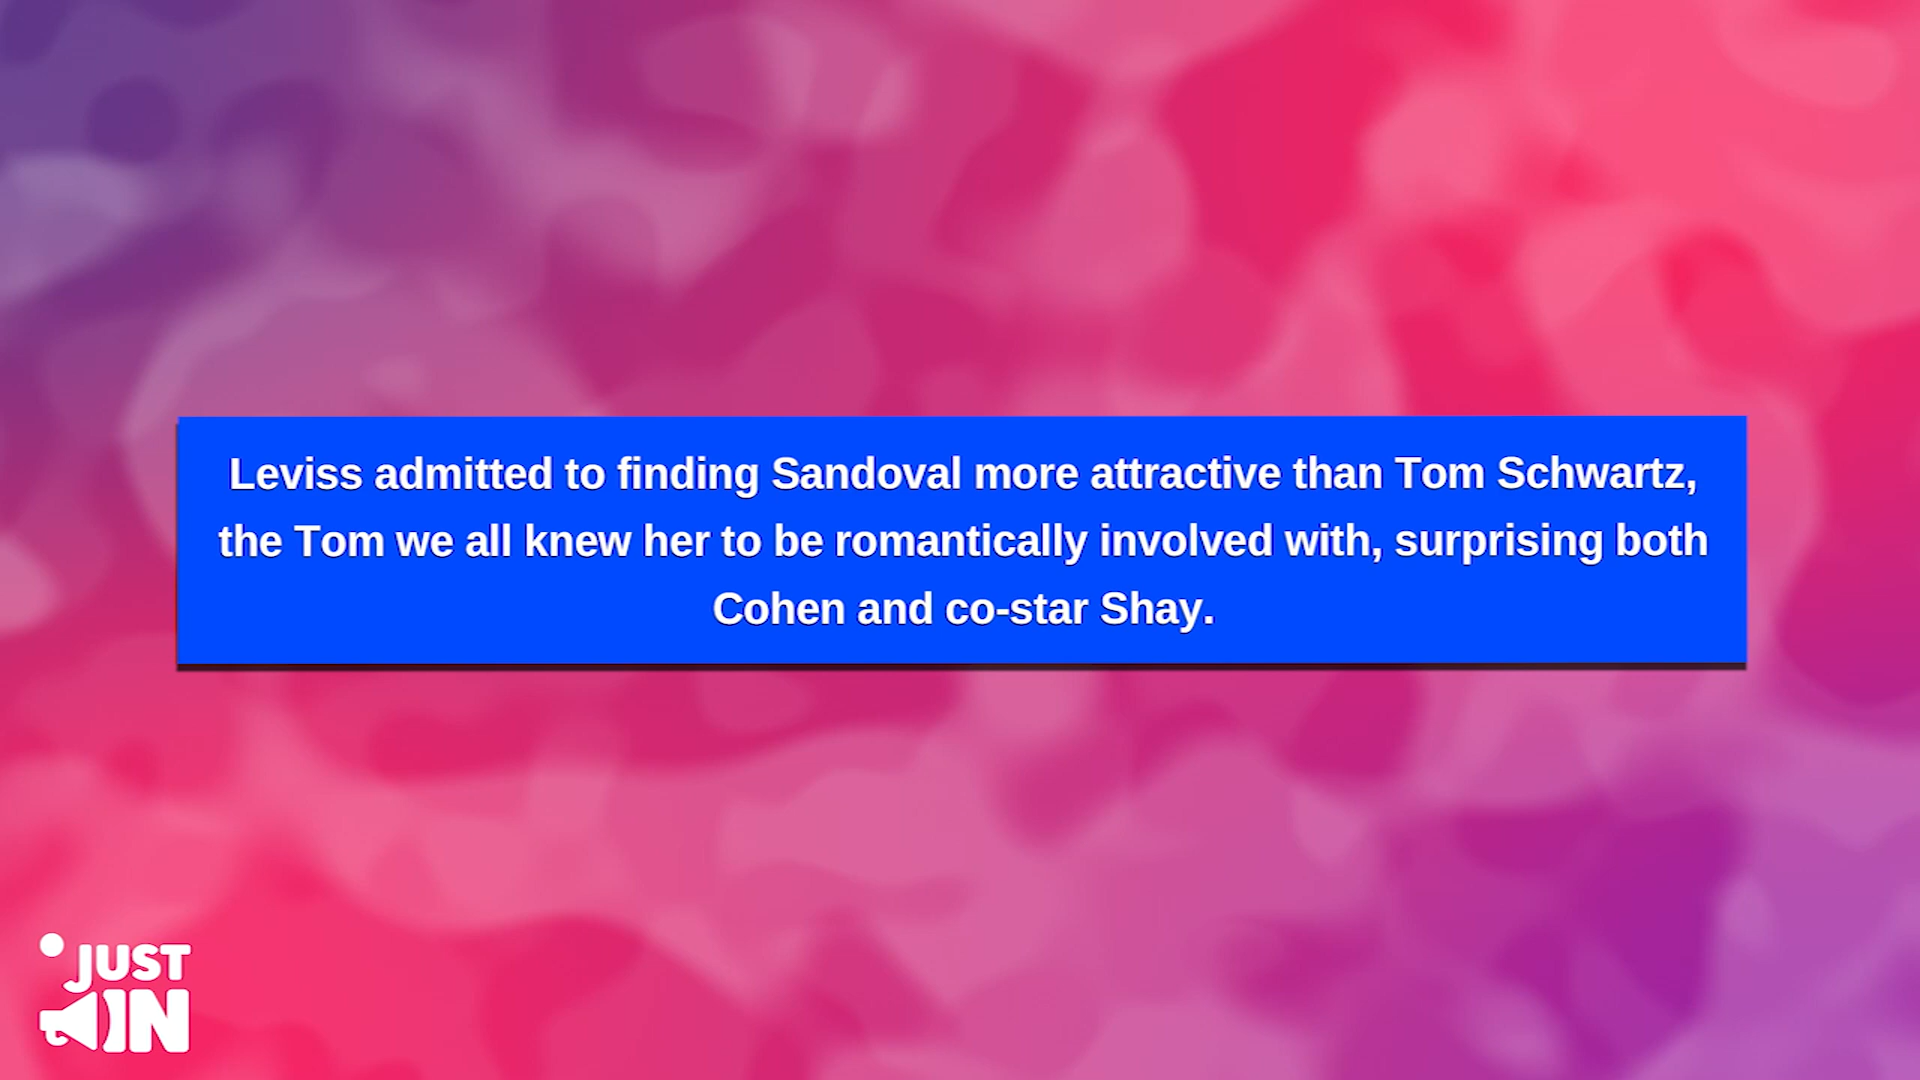 Leviss admitted to finding Sandoval more attractive than Tom Schwartz,
the Tom we all knew her to be romantically involved with, surprising both
Cohen and co-star Shay.
JUST
IN